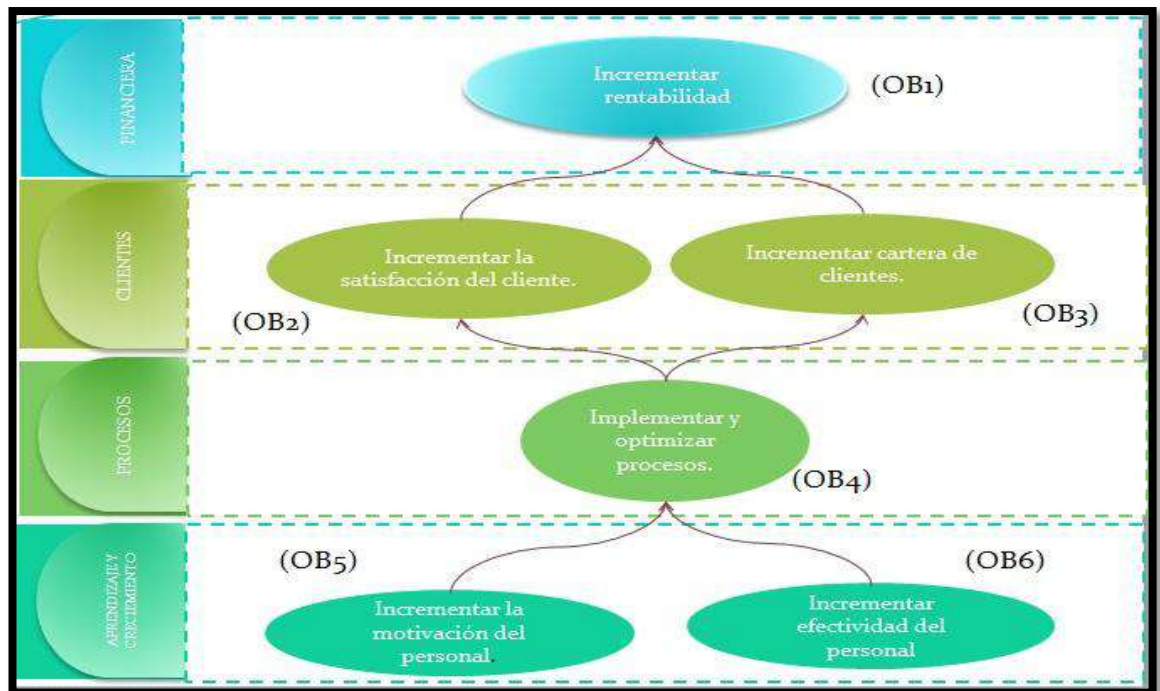 FINANCIERA
Incrementar
rentabilidad
(OB1)
CLIENTES
Incrementar la
satisfacción del cliente.
(OB2)
Incrementar cartera de
clientes.
(OB3)
PROCESOS
Implementar y
optimizar
procesos.
(OB4)
APRENDIZAJE Y
CRECIEMIENTO
(OB5)
Incrementar la
motivación del
personal.
(OB6)
Incrementar
efectividad del
personal